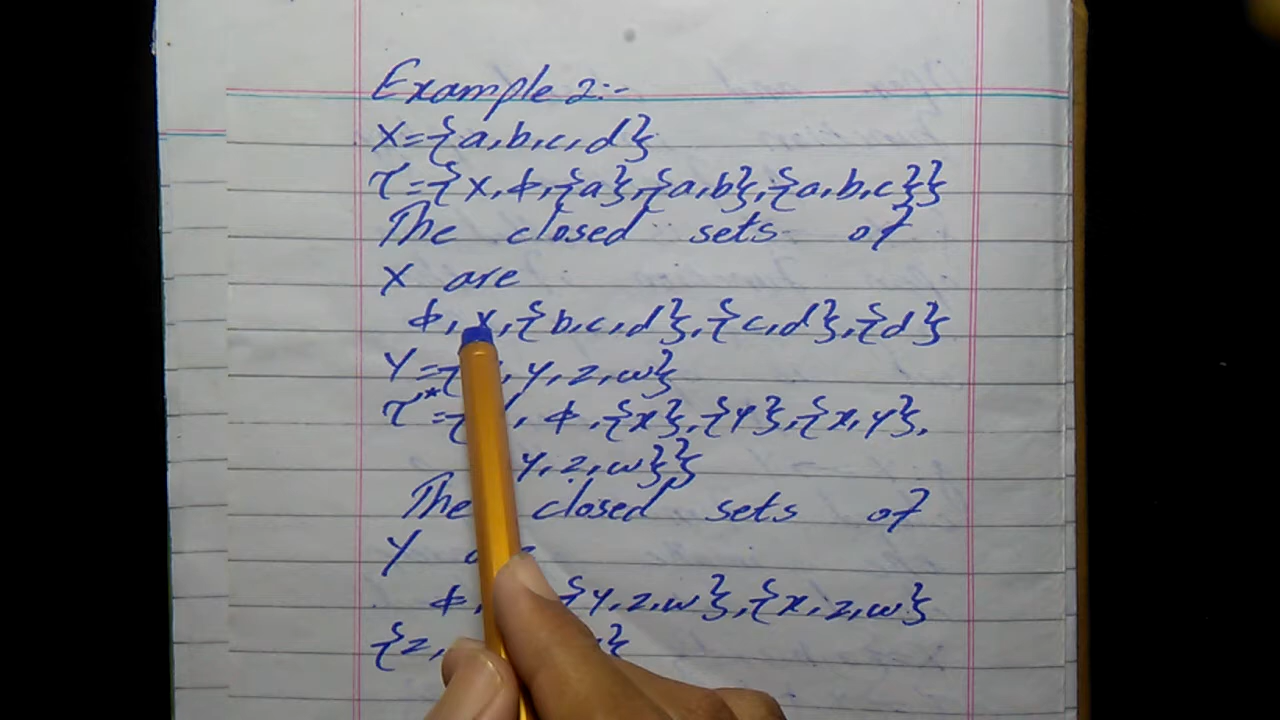 Example 2:-
X={a,b,c,d}
τ={X,ϕ,{a},{a,b},{a,b,c}}
The closed sets of
X are
ϕ,X,{b,c,d},{c,d},{d}
Y={ ,y,z,w}
τ*={ , ϕ,{x},{y},{x,y},
y,z,w}}
The closed sets of
Y
ϕ, {y,z,w},{x,z,w}
{z, }